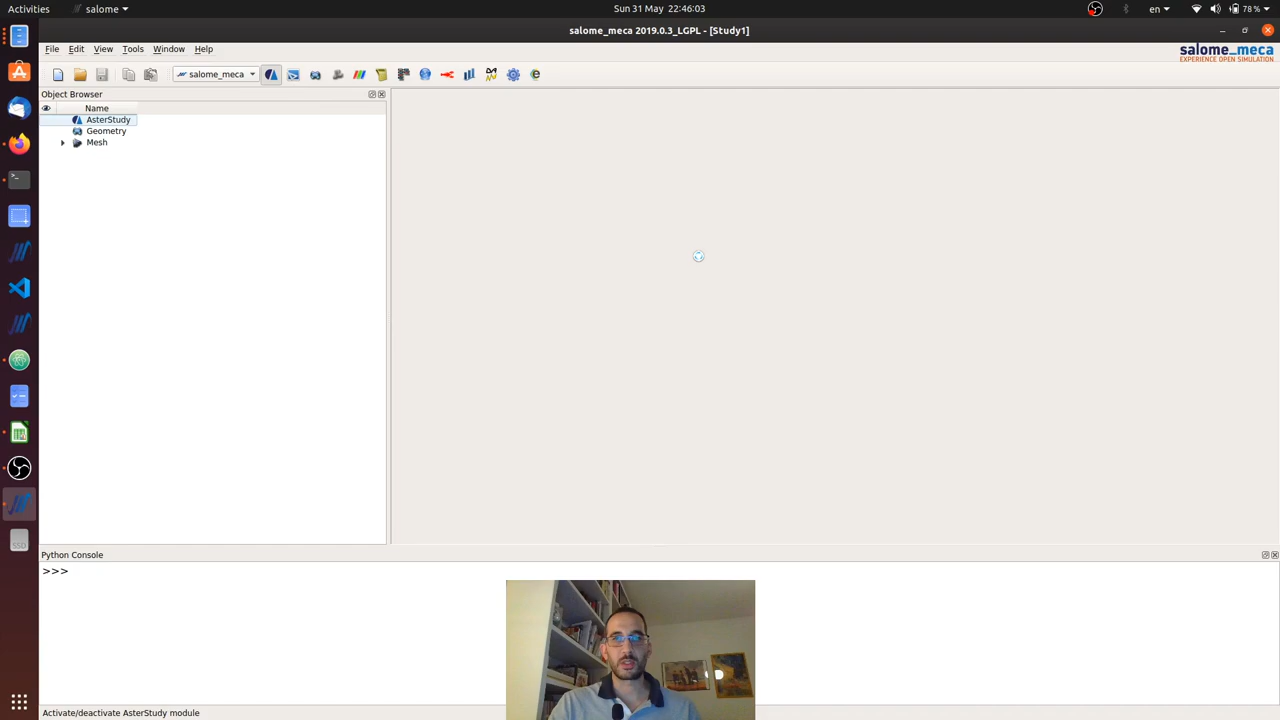 Activities
salome
Sun 31 May 22:46:03
en
78 %
salome_meca 2019.0.3_LGPL - [Study1]
File Edit View Tools Window Help
salome_meca
EXPERIENCE OPEN SIMULATION
salome_meca
Object Browser
Name
AsterStudy
Geometry
Mesh
Python Console
>>>
SSD
Activate/deactivate AsterStudy module